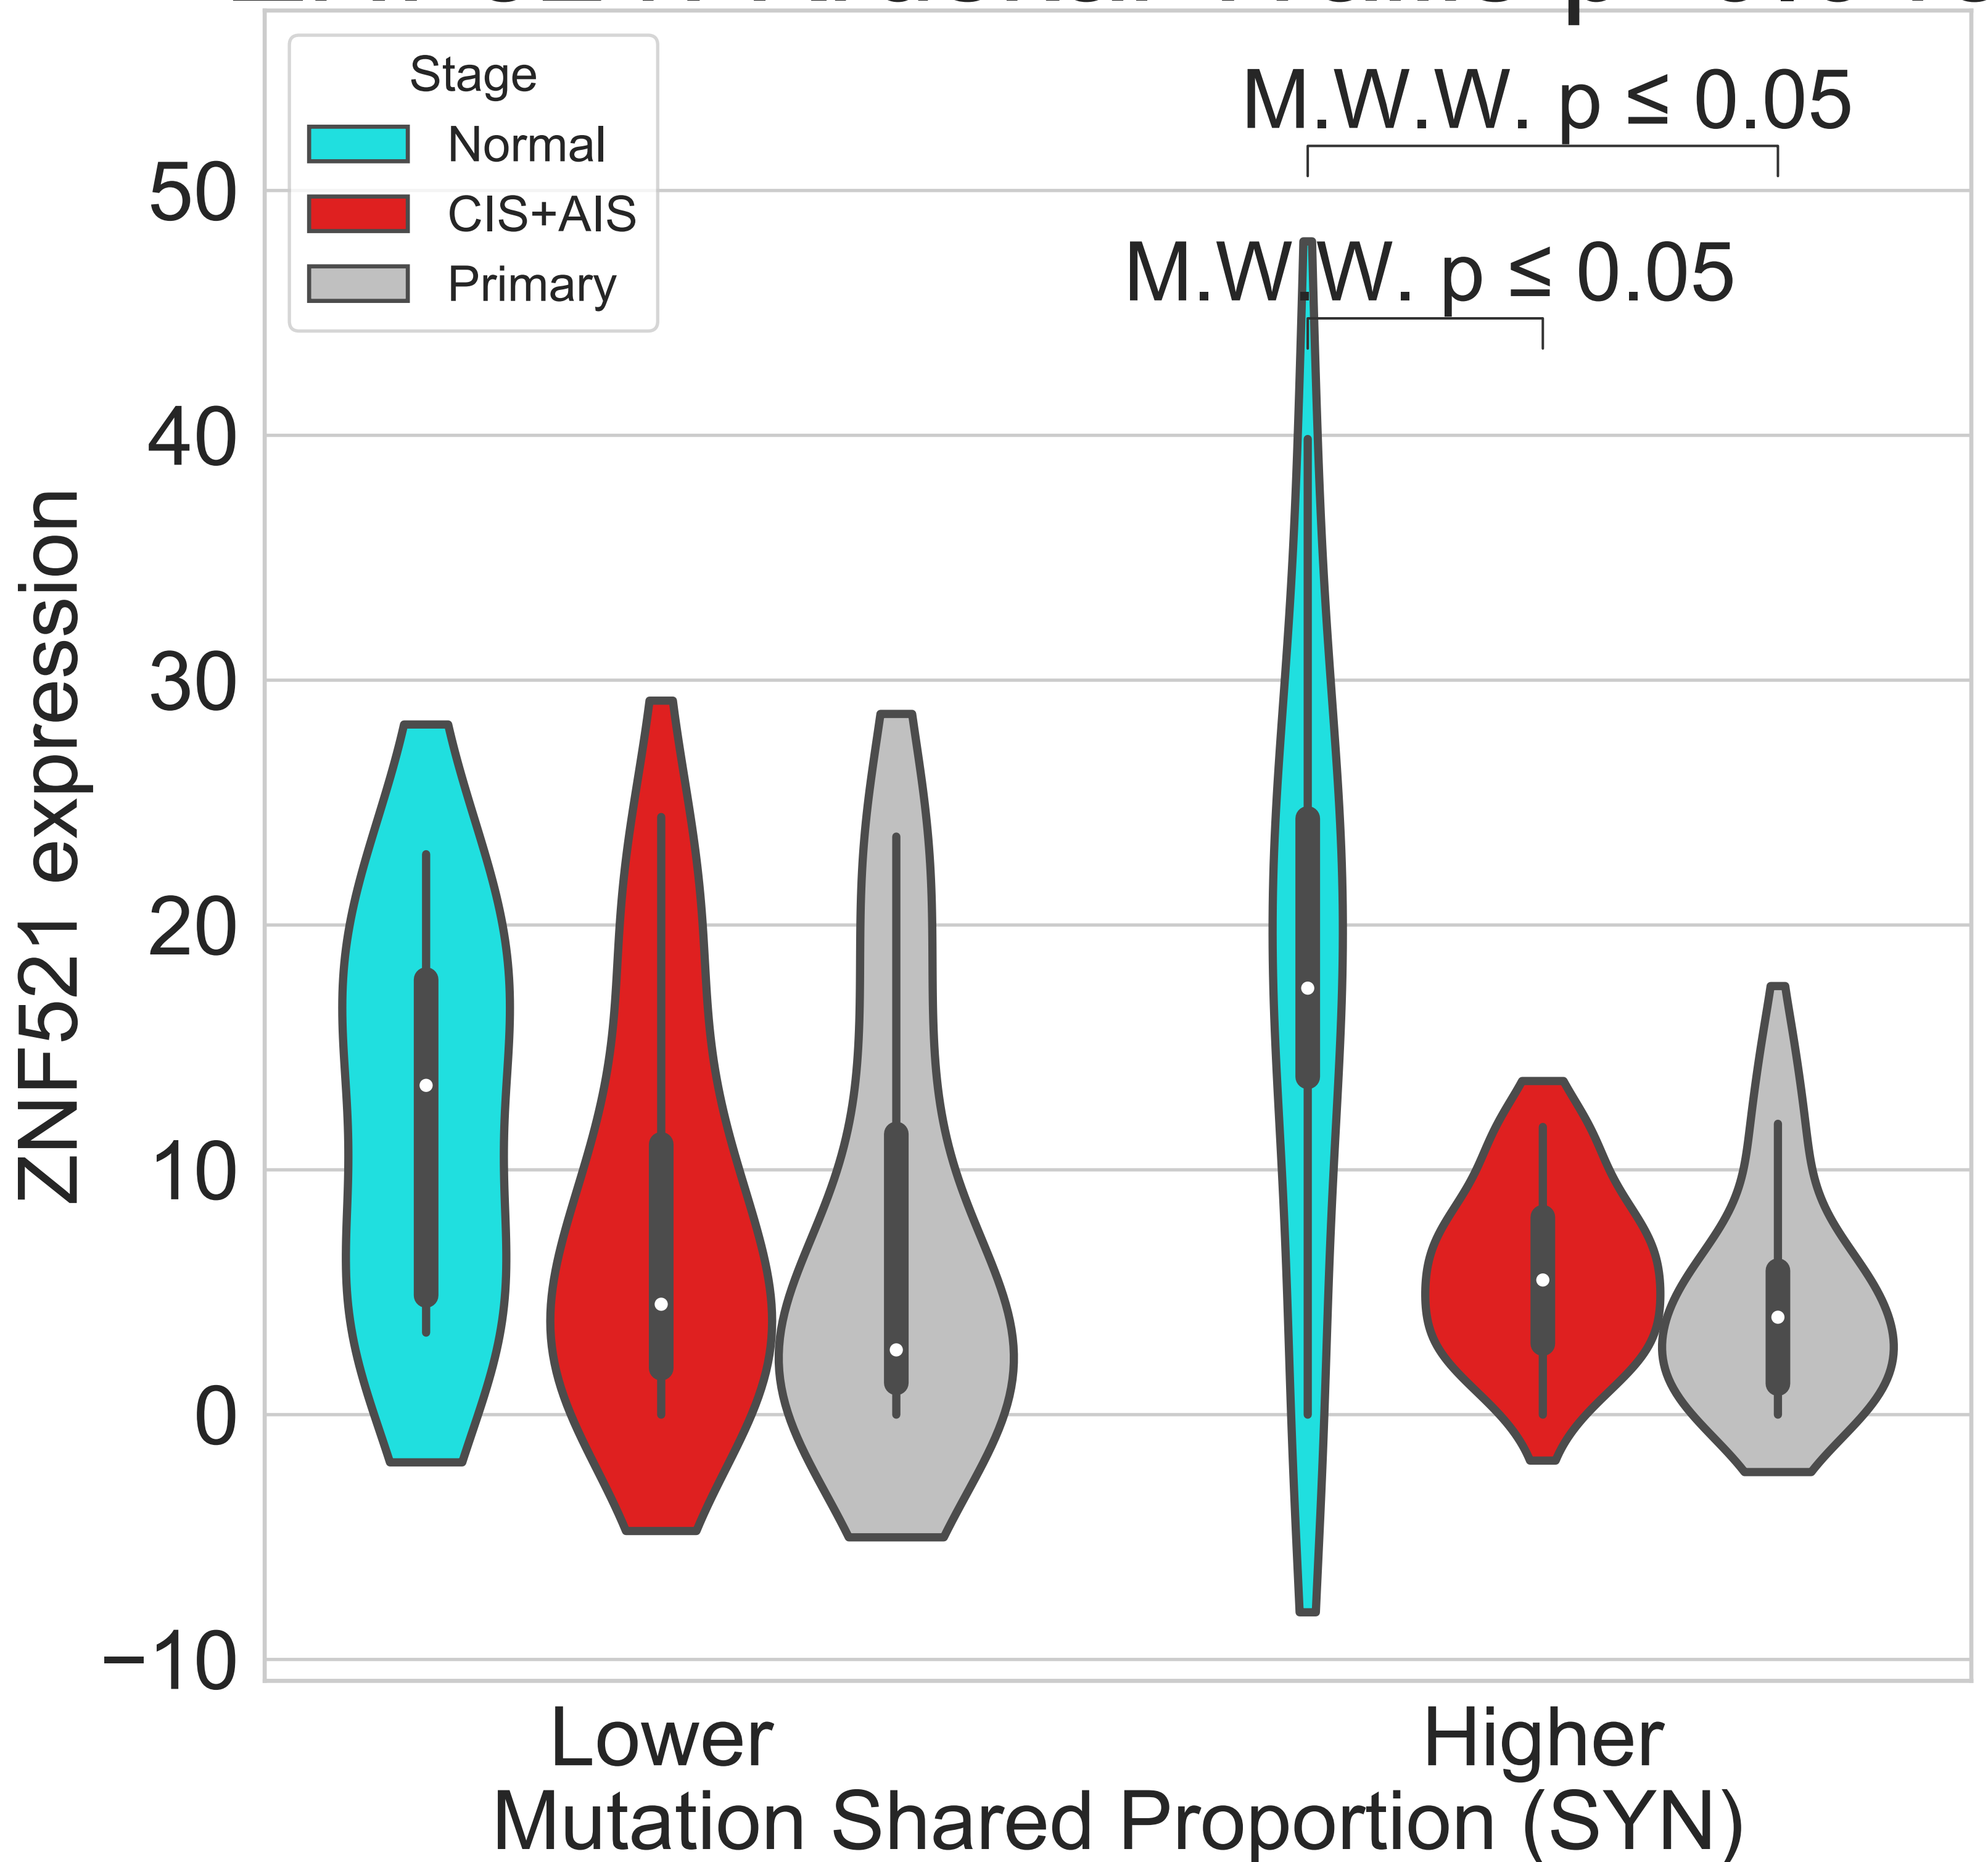 Stage
Normal
CIS+AIS
Primary
M.W.W. p ≤ 0.05
M.W.W. p ≤ 0.05
50
40
30
20
10
0
−10
ZNF521 expression
Lower
Higher
Mutation Shared Proportion (SYN)